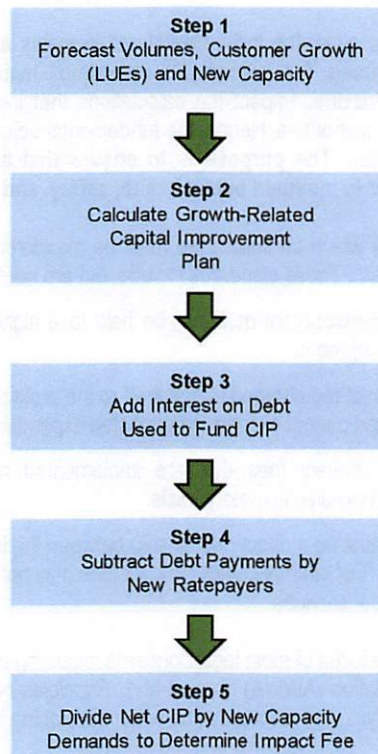 Step 1
Forecast Volumes, Customer Growth
(LUEs) and New Capacity
Step 2
Calculate Growth-Related
Capital Improvement
Plan
Step 3
Add Interest on Debt
Used to Fund CIP
Step 4
Subtract Debt Payments by
New Ratepayers
Step 5
Divide Net CIP by New Capacity
Demands to Determine Impact Fee